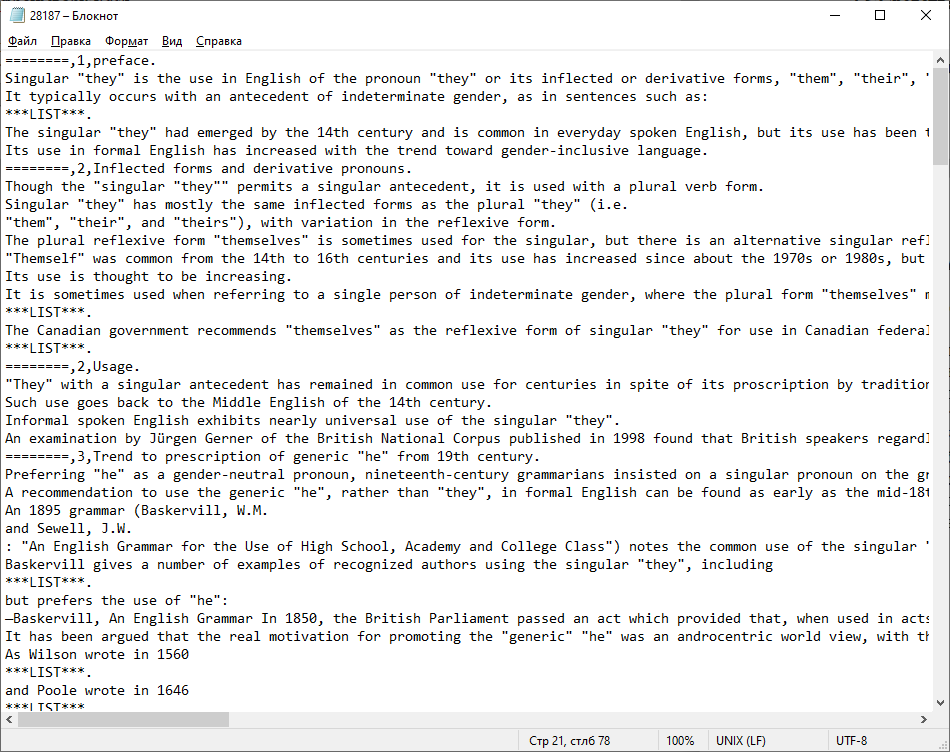 28187 – Блокнот
Файл Правка Формат Вид Справка
========,1,preface.
Singular "they" is the use in English of the pronoun "they" or its inflected or derivative forms, "them", "their", "
It typically occurs with an antecedent of indeterminate gender, as in sentences such as:
***LIST***.
The singular "they" had emerged by the 14th century and is common in everyday spoken English, but its use has been
Its use in formal English has increased with the trend toward gender-inclusive language.
========,2,Inflected forms and derivative pronouns.
Though the "singular "they"" permits a singular antecedent, it is used with a plural verb form.
Singular "they" has mostly the same inflected forms as the plural "they" (i.e.
"them", "their", and "theirs"), with variation in the reflexive form.
The plural reflexive form "themselves" is sometimes used for the singular, but there is an alternative singular refl
"Themself" was common from the 14th to 16th centuries and its use has increased since about the 1970s or 1980s, but
Its use is thought to be increasing.
It is sometimes used when referring to a single person of indeterminate gender, where the plural form "themselves" m
***LIST***.
The Canadian government recommends "themselves" as the reflexive form of singular "they" for use in Canadian federal
***LIST***.
========,2,Usage.
"They" with a singular antecedent has remained in common use for centuries in spite of its proscription by tradition
Such use goes back to the Middle English of the 14th century.
Informal spoken English exhibits nearly universal use of the singular "they".
An examination by Jürgen Gerner of the British National Corpus published in 1998 found that British speakers regardl
========,3,Trend to prescription of generic "he" from 19th century.
Preferring "he" as a gender-neutral pronoun, nineteenth-century grammarians insisted on a singular pronoun on the gr
A recommendation to use the generic "he", rather than "they", in formal English can be found as early as the mid-18t
An 1895 grammar (Baskervill, W.M.
and Sewell, J.W.
: "An English Grammar for the Use of High School, Academy and College Class") notes the common use of the singular "
Baskervill gives a number of examples of recognized authors using the singular "they", including
***LIST***.
but prefers the use of "he":
—Baskervill, An English Grammar In 1850, the British Parliament passed an act which provided that, when used in acts
It has been argued that the real motivation for promoting the "generic" "he" was an androcentric world view, with th
As Wilson wrote in 1560
***LIST***.
and Poole wrote in 1646
***LIST***
Стр 21, стлб 78 100% UNIX (LF) UTF-8